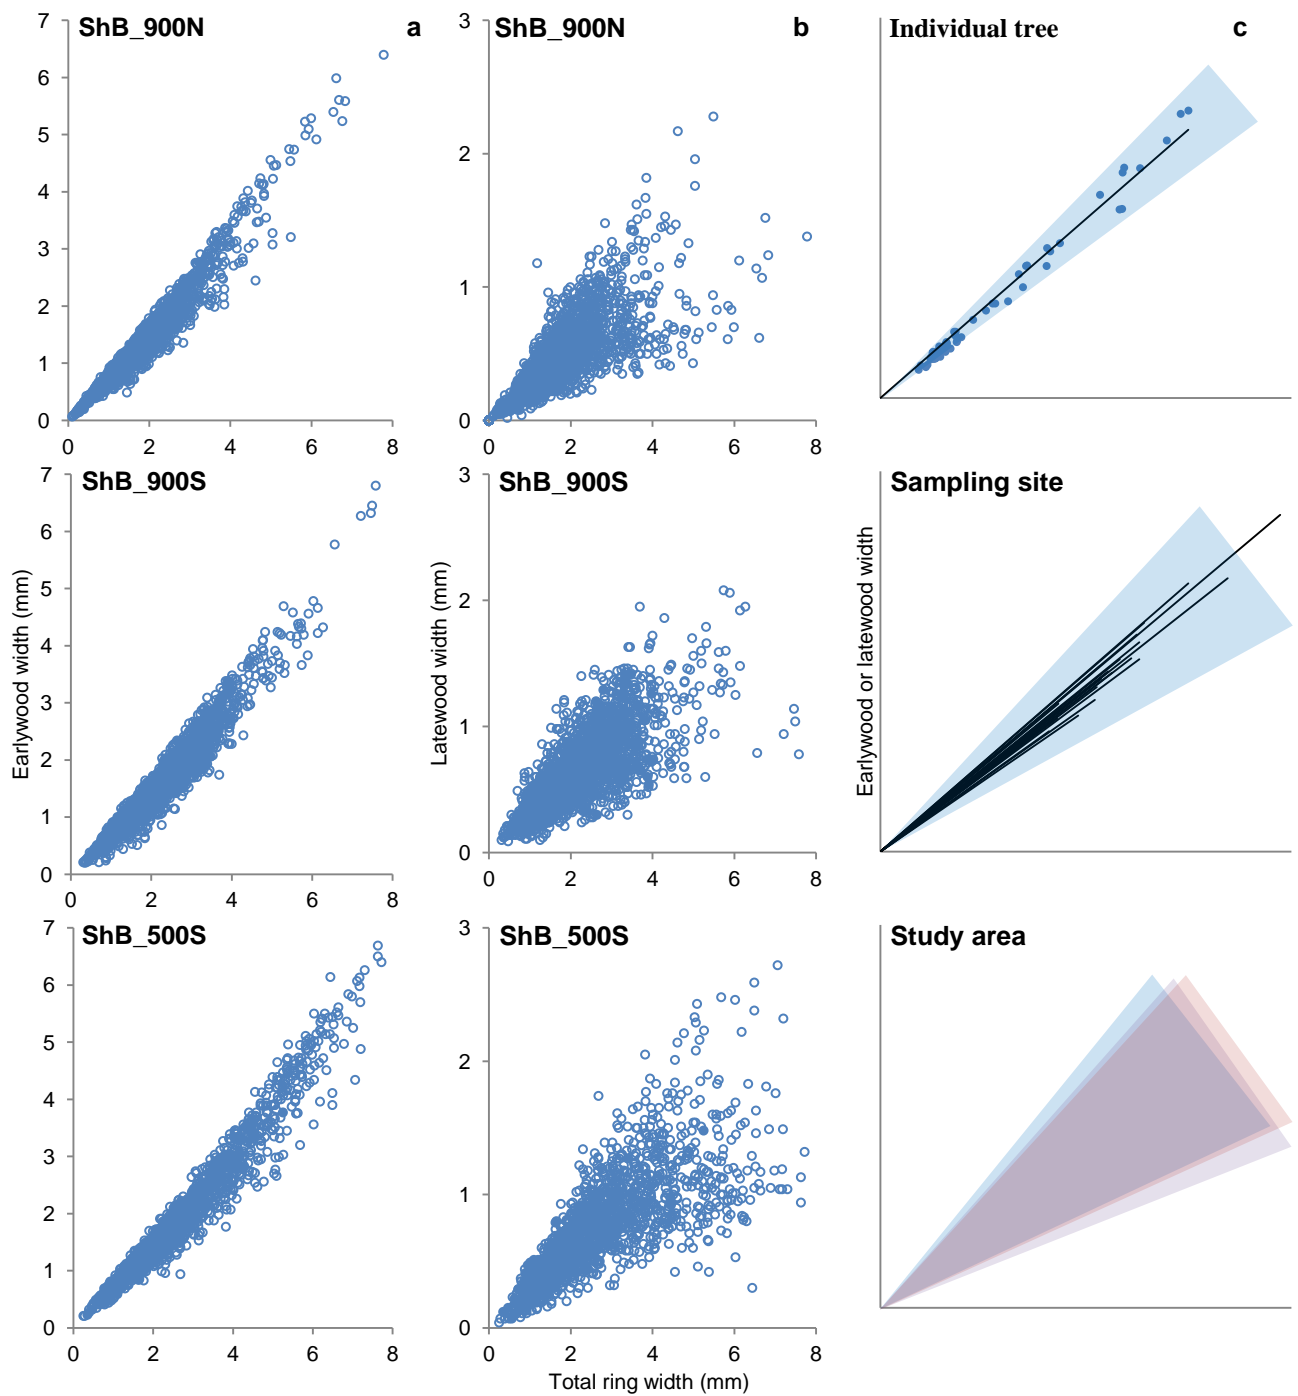 ShB_900N a
7
6
5
4
3
2
1
0
0 2 4 6 8
ShB_900N b
3
2
1
0
0 2 4 6 8
Individual tree c
ShB_900S
7
6
5
4
3
2
1
0
0 2 4 6 8
Earlywood width (mm)
ShB_900S
3
2
1
0
0 2 4 6 8
Latewood width (mm)
Sampling site
Earlywood or latewood width
ShB_500S
7
6
5
4
3
2
1
0
0 2 4 6 8
ShB_500S
3
2
1
0
0 2 4 6 8
Total ring width (mm)
Study area